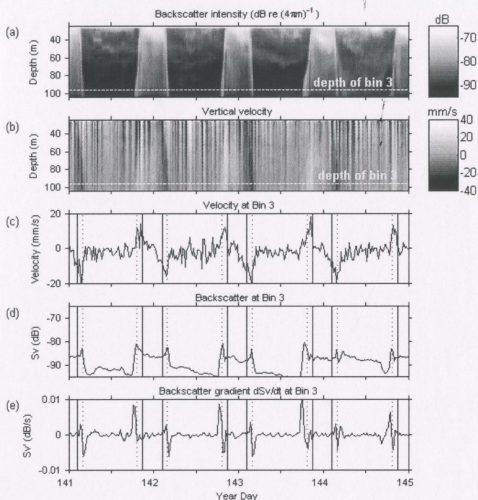 Backscatter intensity (dB re (4πm)⁻¹)
dB
(a)
Depth (m)
40
60
80
100
depth of bin 3
-70
-80
-90
Vertical velocity
mm/s
(b)
Depth (m)
40
60
80
100
depth of bin 3
40
20
0
-20
-40
Velocity at Bin 3
(c)
Velocity (mm/s)
20
0
-20
Backscatter at Bin 3
(d)
Sv (dB)
-70
-80
-90
Backscatter gradient dSv/dt at Bin 3
(e)
Sv' (dB/s)
0.01
0
-0.01
141
142
143
144
145
Year Day